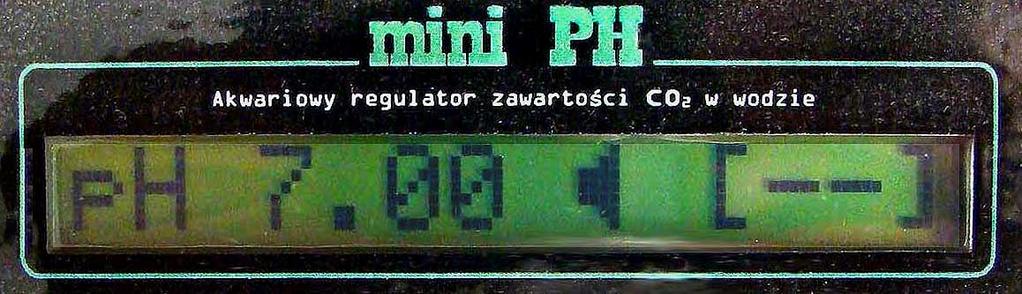 mini PH
Akwariowy regulator zawartości CO₂ w wodzie
pH 7.00 ◀ [--]